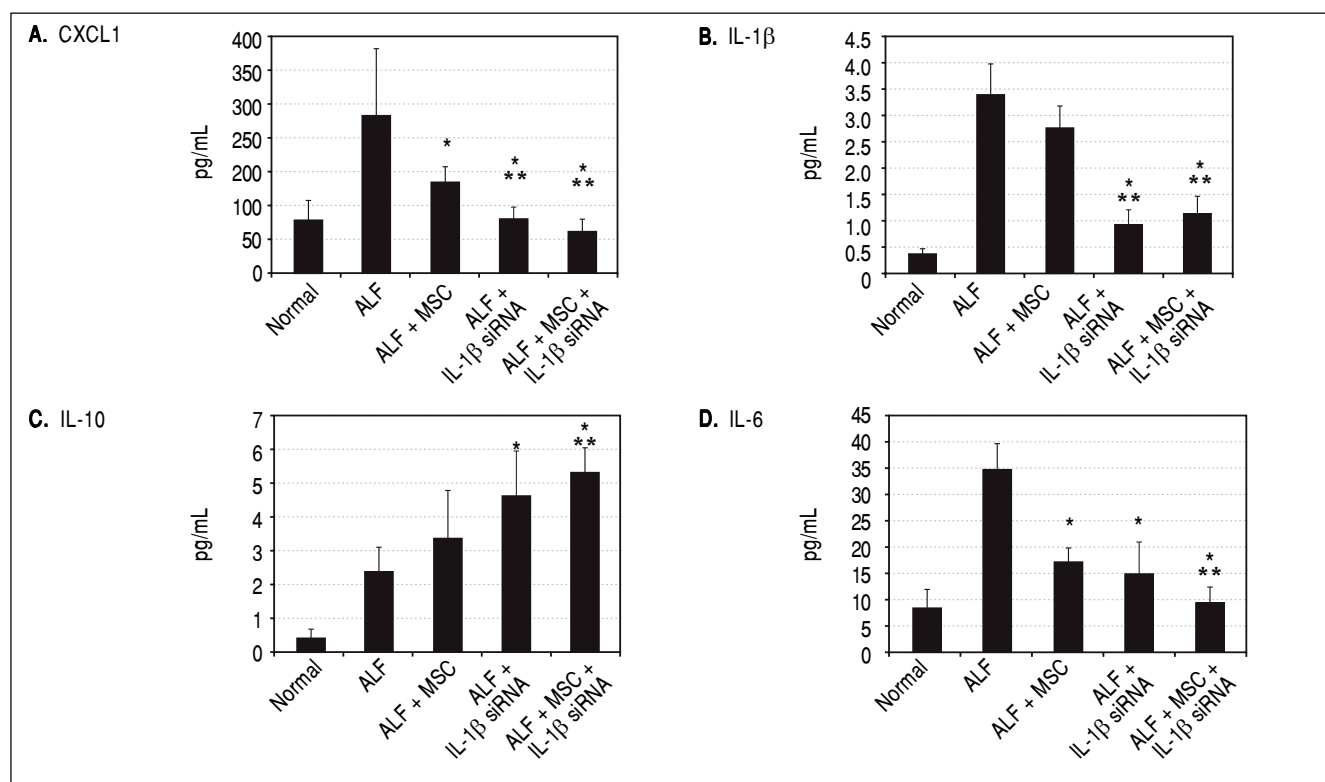 A. CXCL1
400
350
300
250
200
150
100
50
0
pg/mL
*
*
**
*
**
Normal
ALF
ALF + MSC
ALF +
IL-1β siRNA
ALF + MSC +
IL-1β siRNA
B. IL-1β
4.5
4.0
3.5
3.0
2.5
2.0
1.5
1.0
0.5
0
pg/mL
*
**
*
**
Normal
ALF
ALF + MSC
ALF +
IL-1β siRNA
ALF + MSC +
IL-1β siRNA
C. IL-10
7
6
5
4
3
2
1
0
pg/mL
*
*
**
Normal
ALF
ALF + MSC
ALF +
IL-1β siRNA
ALF + MSC +
IL-1β siRNA
D. IL-6
45
40
35
30
25
20
15
10
5
0
pg/mL
*
*
*
**
Normal
ALF
ALF + MSC
ALF +
IL-1β siRNA
ALF + MSC +
IL-1β siRNA